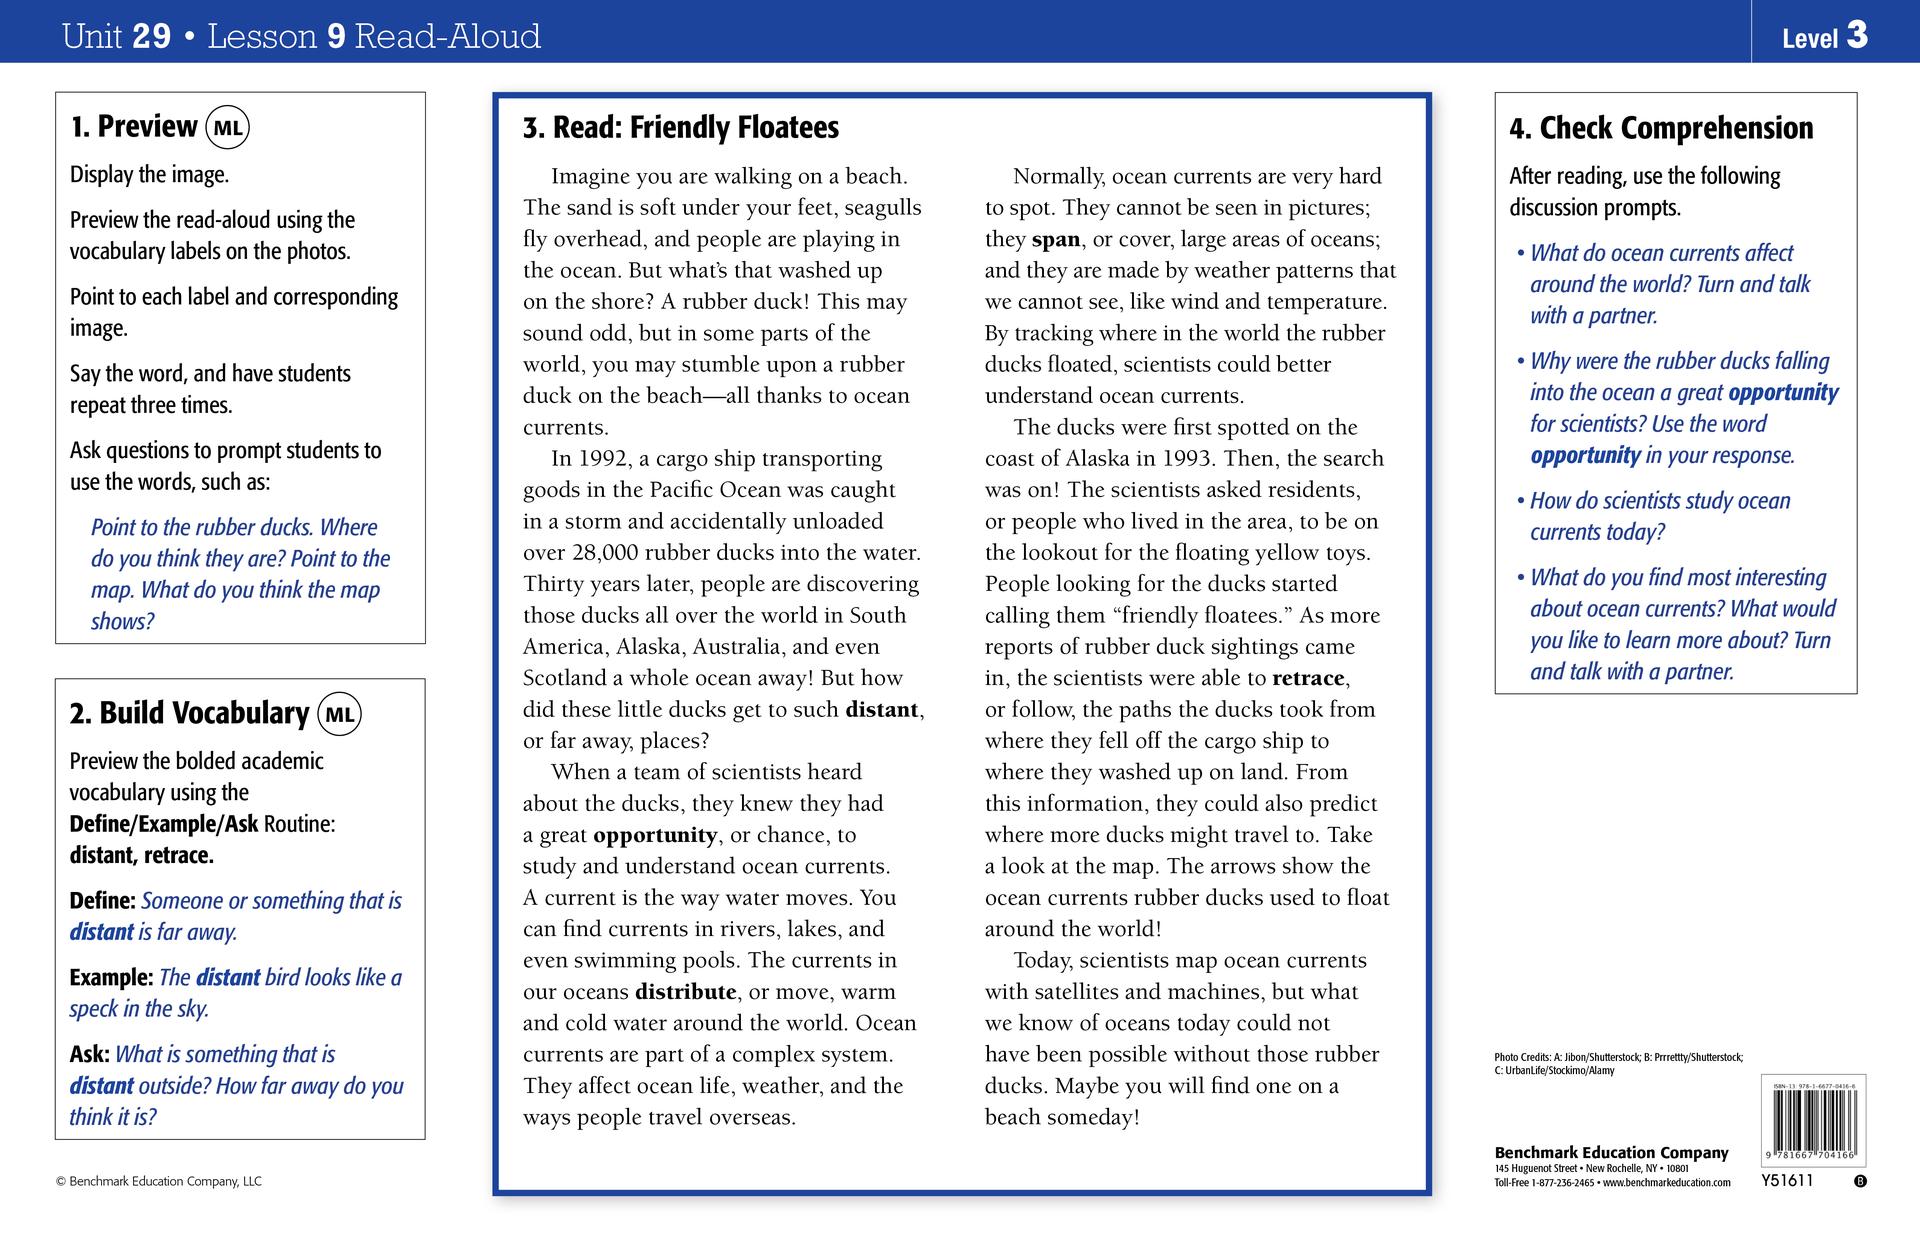 Unit 29 • Lesson 9 Read-Aloud
Level 3
1. Preview ML
Display the image.
Preview the read-aloud using the
vocabulary labels on the photos.
Point to each label and corresponding
image.
Say the word, and have students
repeat three times.
Ask questions to prompt students to
use the words, such as:
Point to the rubber ducks. Where
do you think they are? Point to the
map. What do you think the map
shows?
2. Build Vocabulary ML
Preview the bolded academic
vocabulary using the
Define/Example/Ask Routine:
distant, retrace.
Define: Someone or something that is
distant is far away.
Example: The distant bird looks like a
speck in the sky.
Ask: What is something that is
distant outside? How far away do you
think it is?
© Benchmark Education Company, LLC
3. Read: Friendly Floatees
Imagine you are walking on a beach.
The sand is soft under your feet, seagulls
fly overhead, and people are playing in
the ocean. But what's that washed up
on the shore? A rubber duck! This may
sound odd, but in some parts of the
world, you may stumble upon a rubber
duck on the beach—all thanks to ocean
currents.
In 1992, a cargo ship transporting
goods in the Pacific Ocean was caught
in a storm and accidentally unloaded
over 28,000 rubber ducks into the water.
Thirty years later, people are discovering
those ducks all over the world in South
America, Alaska, Australia, and even
Scotland a whole ocean away! But how
did these little ducks get to such distant,
or far away, places?
When a team of scientists heard
about the ducks, they knew they had
a great opportunity, or chance, to
study and understand ocean currents.
A current is the way water moves. You
can find currents in rivers, lakes, and
even swimming pools. The currents in
our oceans distribute, or move, warm
and cold water around the world. Ocean
currents are part of a complex system.
They affect ocean life, weather, and the
ways people travel overseas.
Normally, ocean currents are very hard
to spot. They cannot be seen in pictures;
they span, or cover, large areas of oceans;
and they are made by weather patterns that
we cannot see, like wind and temperature.
By tracking where in the world the rubber
ducks floated, scientists could better
understand ocean currents.
The ducks were first spotted on the
coast of Alaska in 1993. Then, the search
was on! The scientists asked residents,
or people who lived in the area, to be on
the lookout for the floating yellow toys.
People looking for the ducks started
calling them “friendly floatees.” As more
reports of rubber duck sightings came
in, the scientists were able to retrace,
or follow, the paths the ducks took from
where they fell off the cargo ship to
where they washed up on land. From
this information, they could also predict
where more ducks might travel to. Take
a look at the map. The arrows show the
ocean currents rubber ducks used to float
around the world!
Today, scientists map ocean currents
with satellites and machines, but what
we know of oceans today could not
have been possible without those rubber
ducks. Maybe you will find one on a
beach someday!
4. Check Comprehension
After reading, use the following
discussion prompts.
• What do ocean currents affect
around the world? Turn and talk
with a partner.
• Why were the rubber ducks falling
into the ocean a great opportunity
for scientists? Use the word
opportunity in your response.
• How do scientists study ocean
currents today?
• What do you find most interesting
about ocean currents? What would
you like to learn more about? Turn
and talk with a partner.
Photo Credits: A: Jibon/Shutterstock; B: Prrrettty/Shutterstock;
C: UrbanLife/Stockimo/Alamy
Benchmark Education Company
145 Huguenot Street • New Rochelle, NY • 10801
Toll-Free 1-877-236-2465 • www.benchmarkeducation.com
ISBN-13 978-1-6677-0416-6
9 781667 704166
Y51611
B